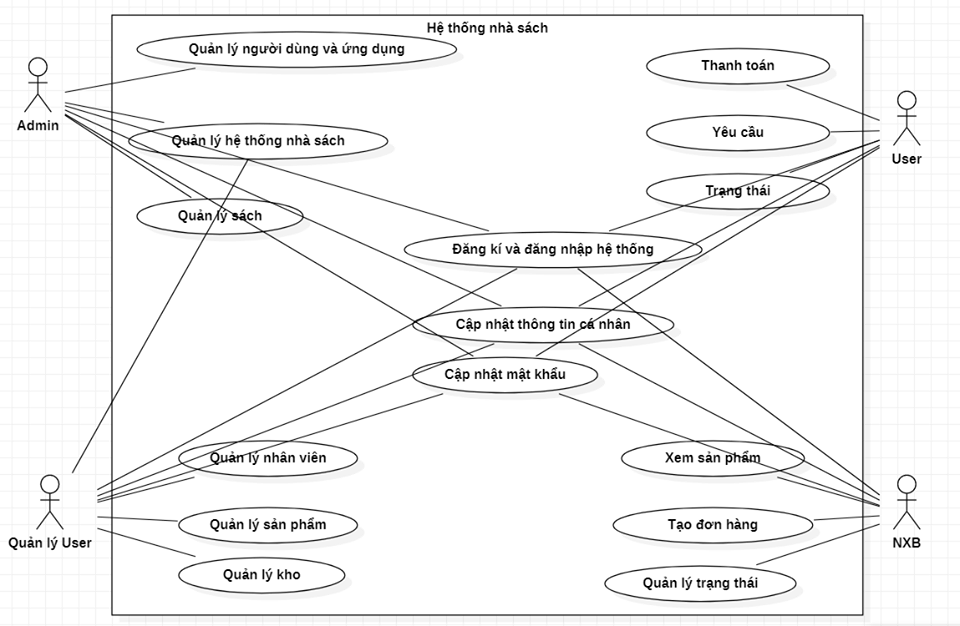 Hệ thống nhà sách
Quản lý người dùng và ứng dụng
Thanh toán
Admin
Quản lý hệ thống nhà sách
Yêu cầu
User
Trạng thái
Quản lý sách
Đăng kí và đăng nhập hệ thống
Cập nhật thông tin cá nhân
Cập nhật mật khẩu
Quản lý nhân viên
Xem sản phẩm
Quản lý sản phẩm
Tạo đơn hàng
Quản lý User
NXB
Quản lý kho
Quản lý trạng thái